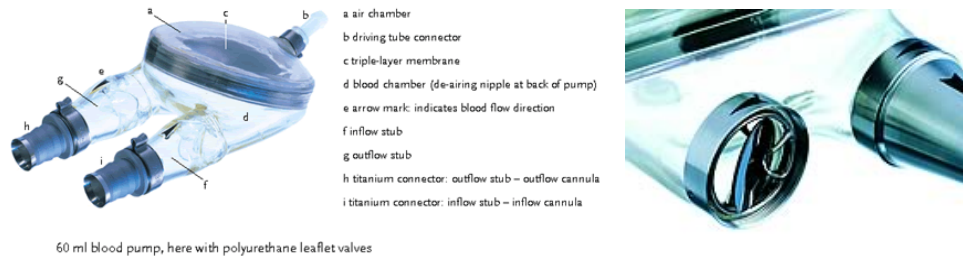 a
c
b
e
g
h
d
i
f
a air chamber
b driving tube connector
c triple-layer membrane
d blood chamber (de-airing nipple at back of pump)
e arrow mark: indicates blood flow direction
f inflow stub
g outflow stub
h titanium connector: outflow stub – outflow cannula
i titanium connector: inflow stub – inflow cannula
60 ml blood pump, here with polyurethane leaflet valves